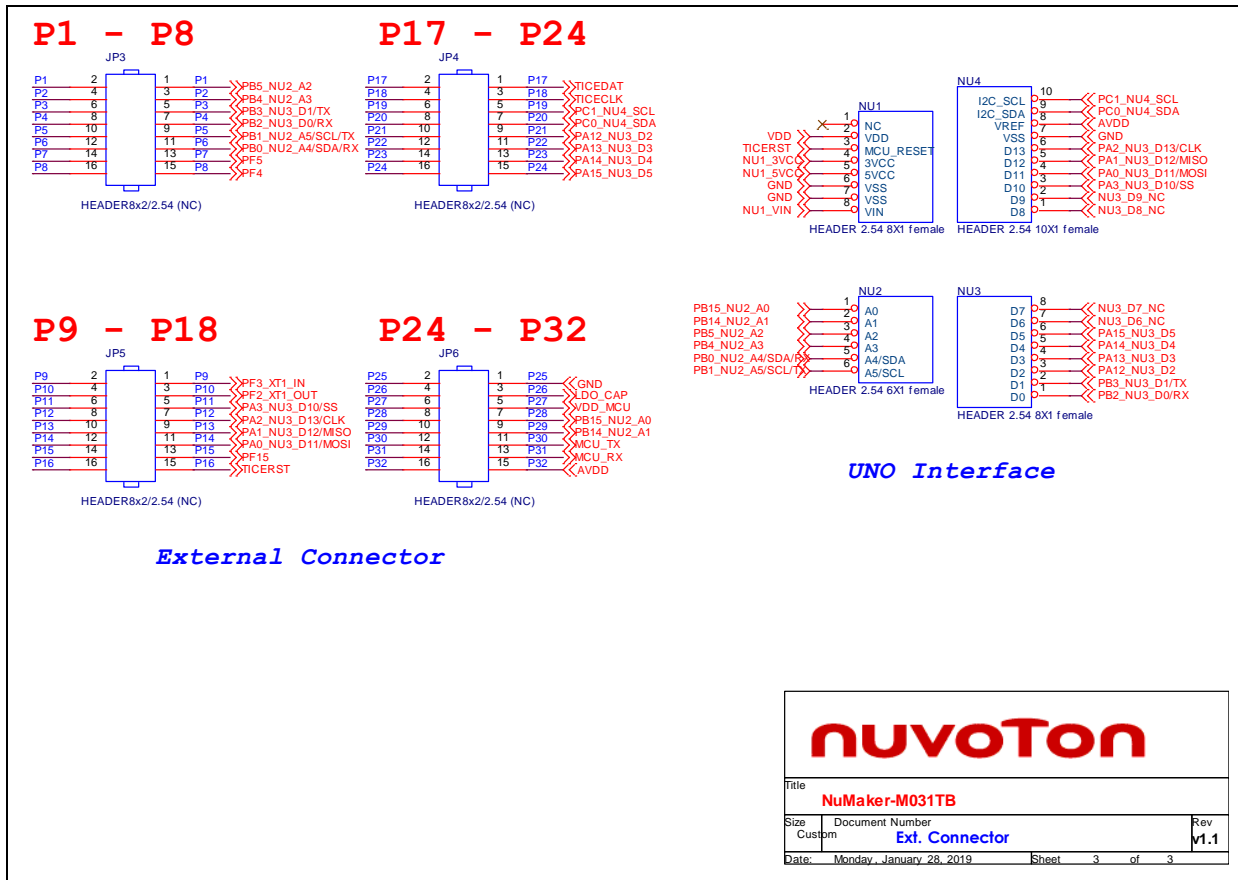 P1 - P8
JP3
P1 2 1 P1 PB5_NU2_A2
P2 4 3 P2 PB4_NU2_A3
P3 6 5 P3 PB3_NU3_D1/TX
P4 8 7 P4 PB2_NU3_D0/RX
P5 10 9 P5 PB1_NU2_A5/SCL/TX
P6 12 11 P6 PB0_NU2_A4/SDA/RX
P7 14 13 P7 PF5
P8 16 15 P8 PF4
HEADER8x2/2.54 (NC)
P17 - P24
JP4
P17 2 1 P17 TICEDAT
P18 4 3 P18 TICECLK
P19 6 5 P19 PC1_NU4_SCL
P20 8 7 P20 PC0_NU4_SDA
P21 10 9 P21 PA12_NU3_D2
P22 12 11 P22 PA13_NU3_D3
P23 14 13 P23 PA14_NU3_D4
P24 16 15 P24 PA15_NU3_D5
HEADER8x2/2.54 (NC)
NU1
1 NC
VDD 2 VDD
TICERST 3 MCU_RESET
NU1_3VCC 4 3VCC
NU1_5VCC 5 5VCC
GND 6 VSS
GND 7 VSS
NU1_VIN 8 VIN
HEADER 2.54 8X1 female
NU4
I2C_SCL 10 PC1_NU4_SCL
I2C_SDA 9 PC0_NU4_SDA
VREF 8 AVDD
VSS 7 GND
D13 6 PA2_NU3_D13/CLK
D12 5 PA1_NU3_D12/MISO
D11 4 PA0_NU3_D11/MOSI
D10 3 PA3_NU3_D10/SS
D9 2 NU3_D9_NC
D8 1 NU3_D8_NC
HEADER 2.54 10X1 female
P9 - P18
JP5
P9 2 1 P9 PF3_XT1_IN
P10 4 3 P10 PF2_XT1_OUT
P11 6 5 P11 PA3_NU3_D10/SS
P12 8 7 P12 PA2_NU3_D13/CLK
P13 10 9 P13 PA1_NU3_D12/MISO
P14 12 11 P14 PA0_NU3_D11/MOSI
P15 14 13 P15 PF15
P16 16 15 P16 TICERST
HEADER8x2/2.54 (NC)
P24 - P32
JP6
P25 2 1 P25 GND
P26 4 3 P26 LDO_CAP
P27 6 5 P27 VDD_MCU
P28 8 7 P28 PB15_NU2_A0
P29 10 9 P29 PB14_NU2_A1
P30 12 11 P30 MCU_TX
P31 14 13 P31 MCU_RX
P32 16 15 P32 AVDD
HEADER8x2/2.54 (NC)
NU2
PB15_NU2_A0 1 A0
PB14_NU2_A1 2 A1
PB5_NU2_A2 3 A2
PB4_NU2_A3 4 A3
PB0_NU2_A4/SDA/RX 5 A4/SDA
PB1_NU2_A5/SCL/TX 6 A5/SCL
HEADER 2.54 6X1 female
NU3
D7 8 NU3_D7_NC
D6 7 NU3_D6_NC
D5 6 PA15_NU3_D5
D4 5 PA14_NU3_D4
D3 4 PA13_NU3_D3
D2 3 PA12_NU3_D2
D1 2 PB3_NU3_D1/TX
D0 1 PB2_NU3_D0/RX
HEADER 2.54 8X1 female
UNO Interface
External Connector
nuvoTon
Title
NuMaker-M031TB
Size Document Number Rev
Custom Ext. Connector v1.1
Date: Monday, January 28, 2019 Sheet 3 of 3